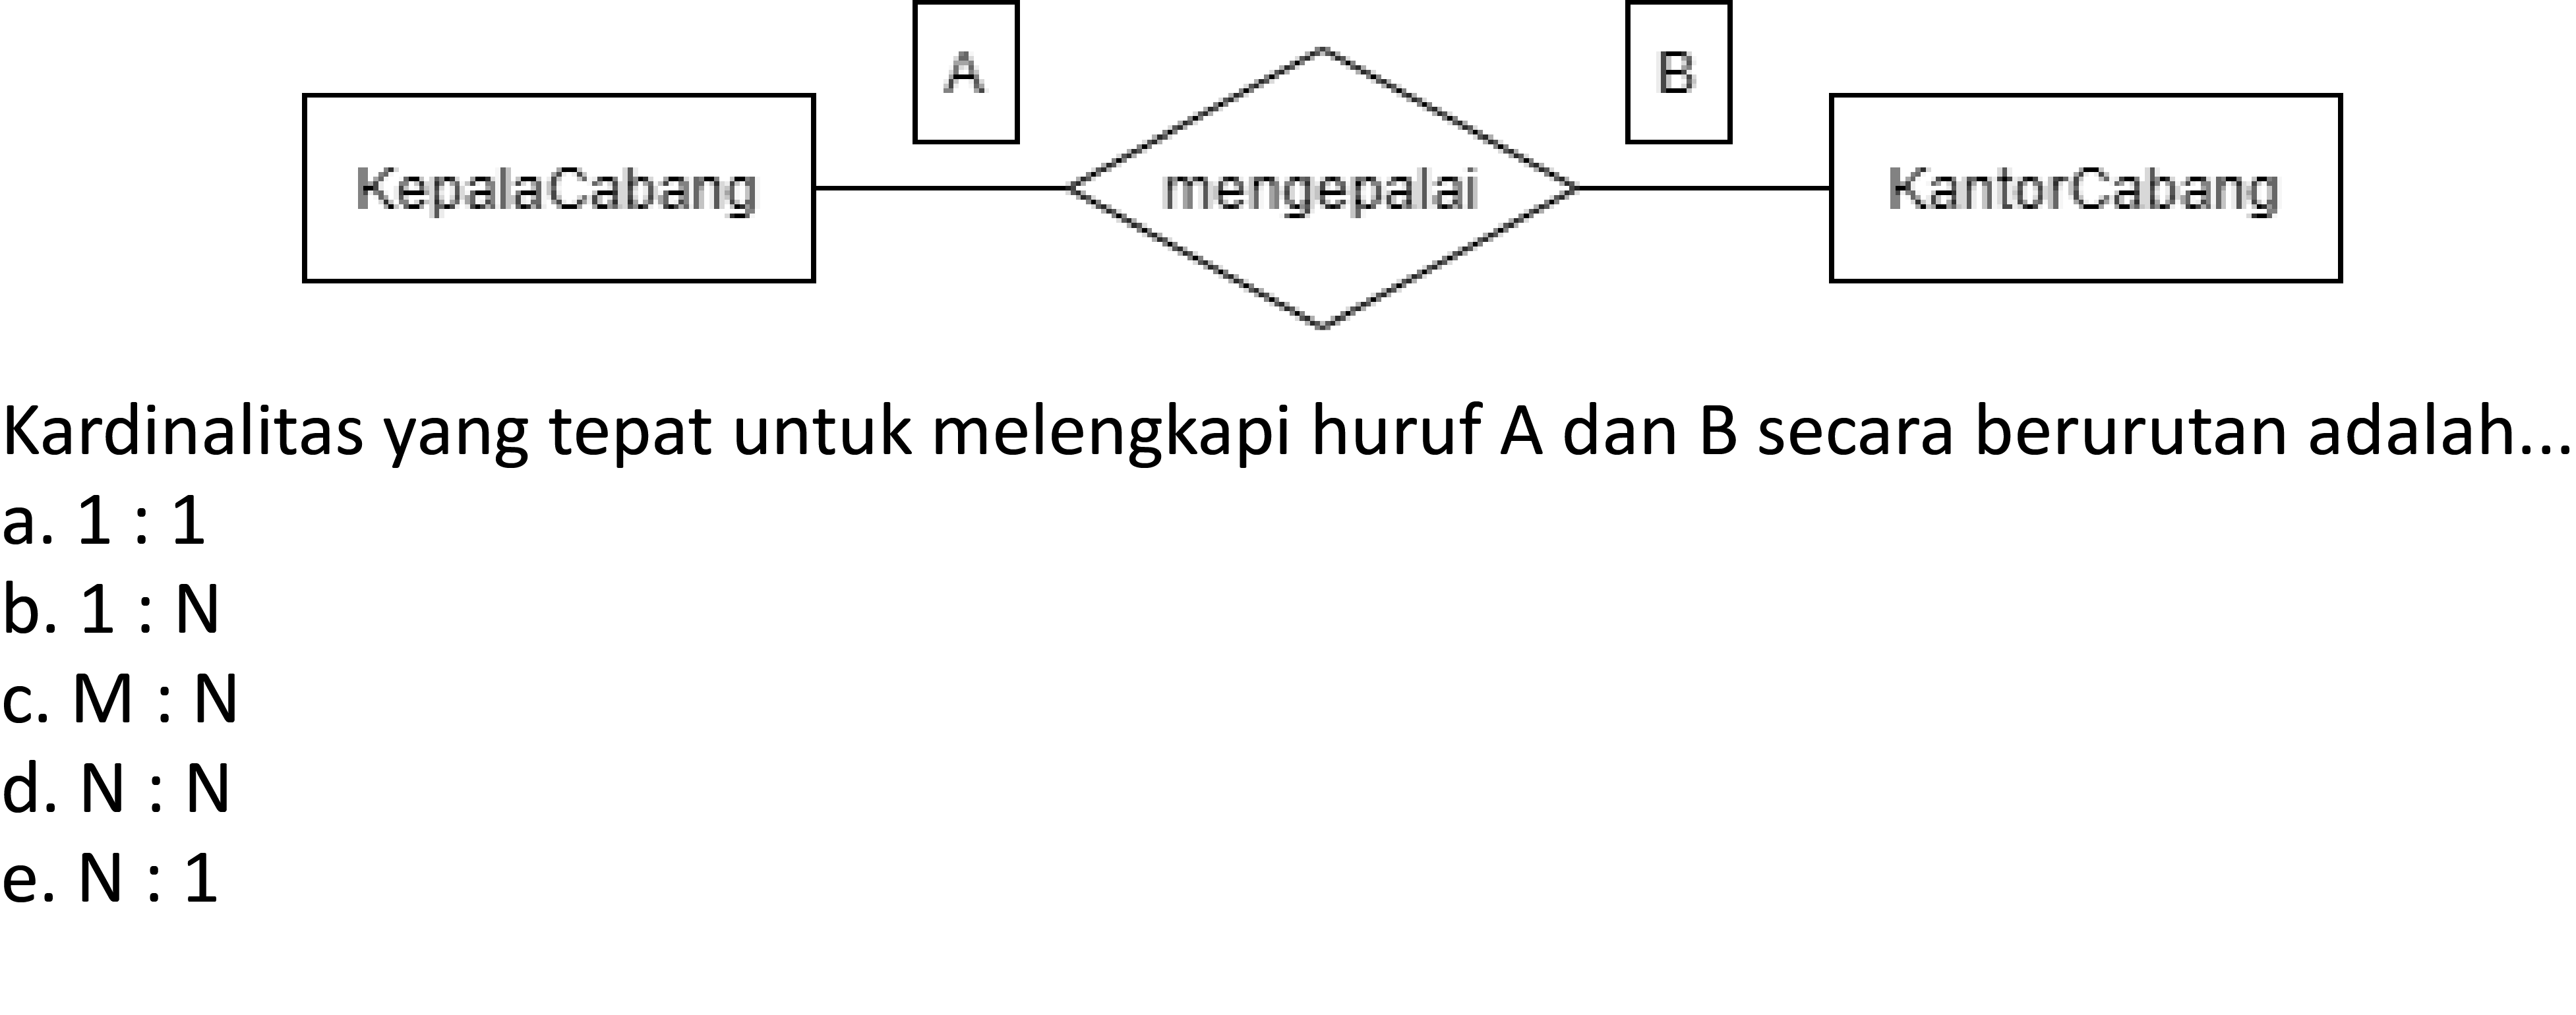 A
B
KepalaCabang
mengepalai
KantorCabang
Kardinalitas yang tepat untuk melengkapi huruf A dan B secara berurutan adalah...
a. 1 : 1
b. 1 : N
c. M : N
d. N : N
e. N : 1